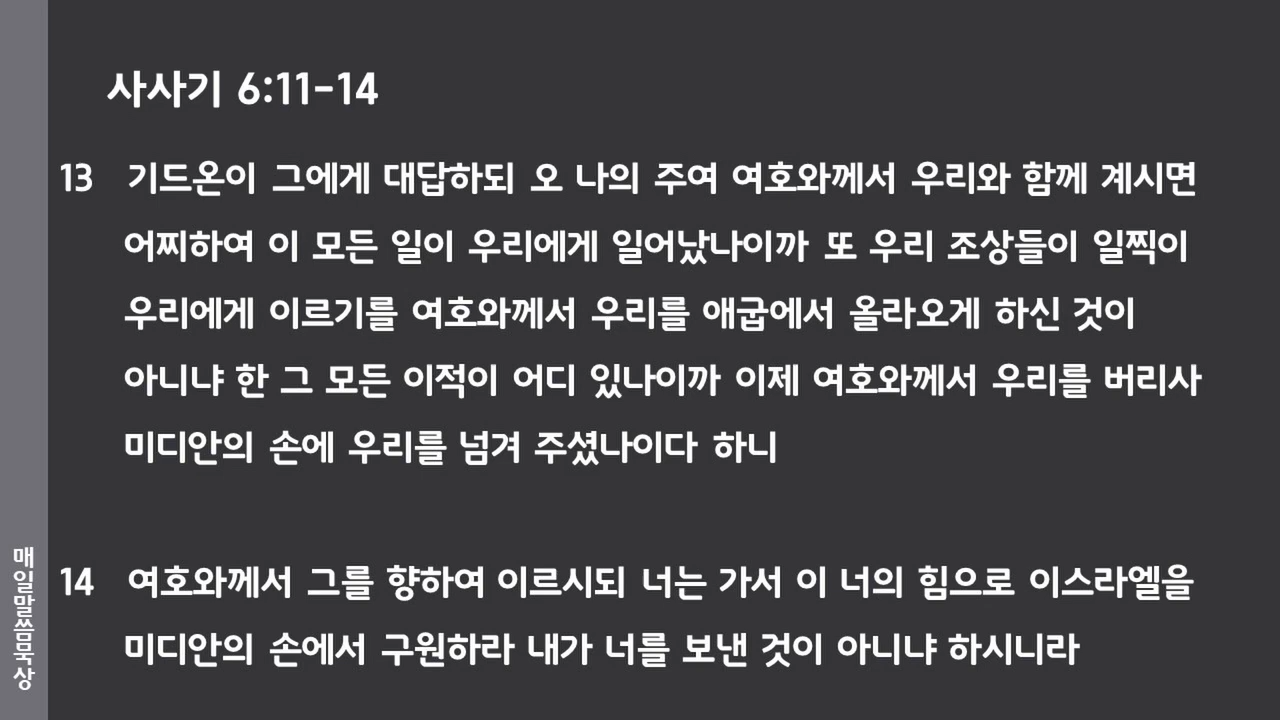 사사기 6:11-14
13 기드온이 그에게 대답하되 오 나의 주여 여호와께서 우리와 함께 계시면
어찌하여 이 모든 일이 우리에게 일어났나이까 또 우리 조상들이 일찍이
우리에게 이르기를 여호와께서 우리를 애굽에서 올라오게 하신 것이
아니냐 한 그 모든 이적이 어디 있나이까 이제 여호와께서 우리를 버리사
미디안의 손에 우리를 넘겨 주셨나이다 하니
14 여호와께서 그를 향하여 이르시되 너는 가서 이 너의 힘으로 이스라엘을
미디안의 손에서 구원하라 내가 너를 보낸 것이 아니냐 하시니라
매일말씀묵상